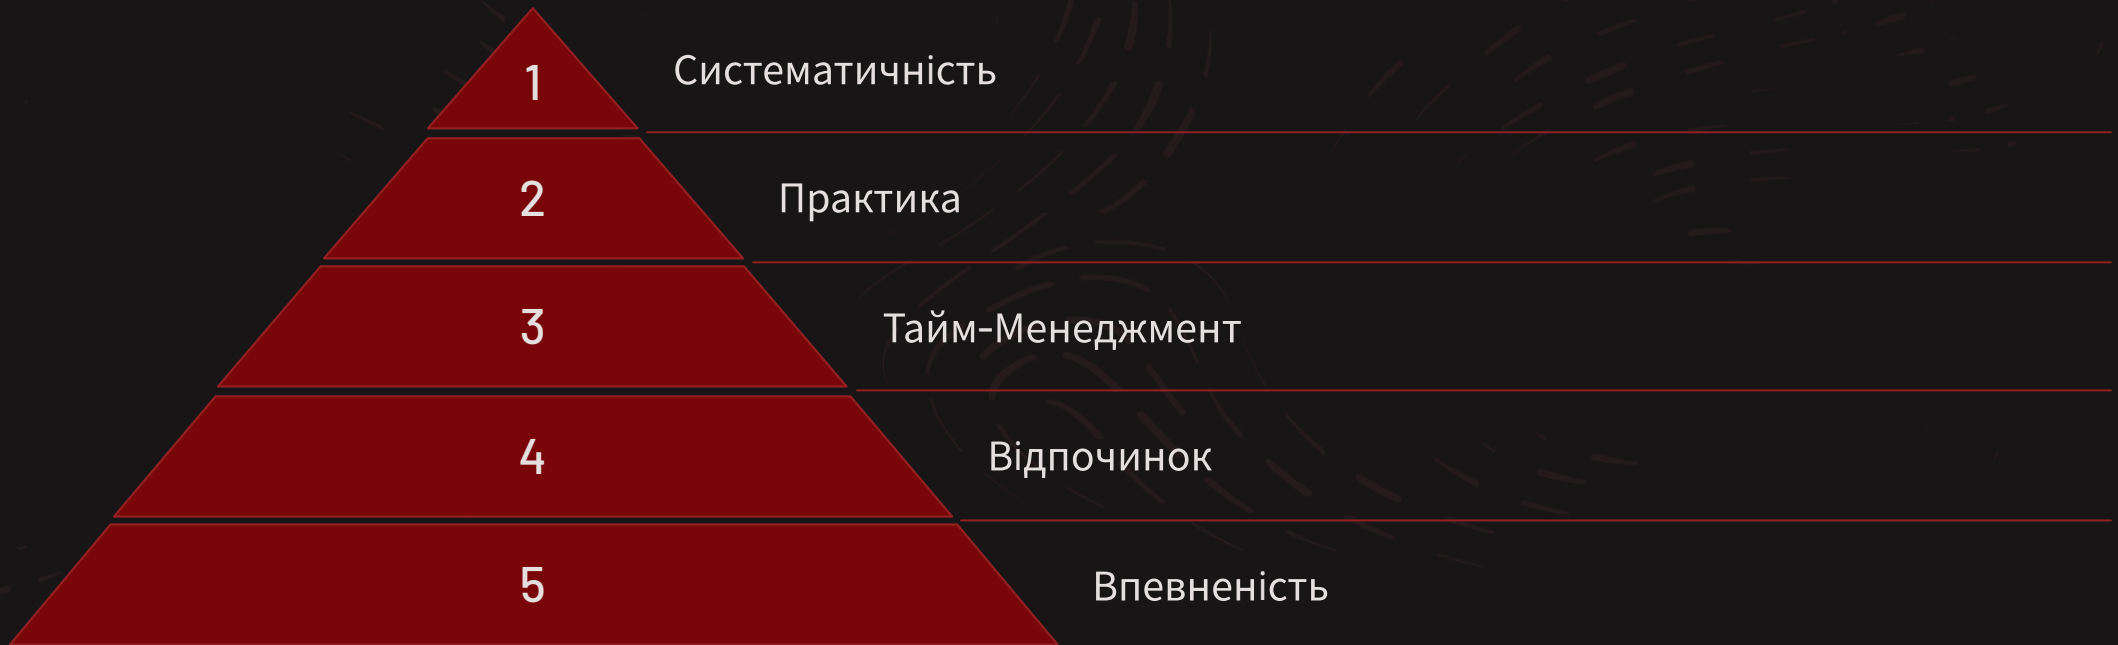 1 Систематичність
2 Практика
3 Тайм-Менеджмент
4 Відпочинок
5 Впевненість